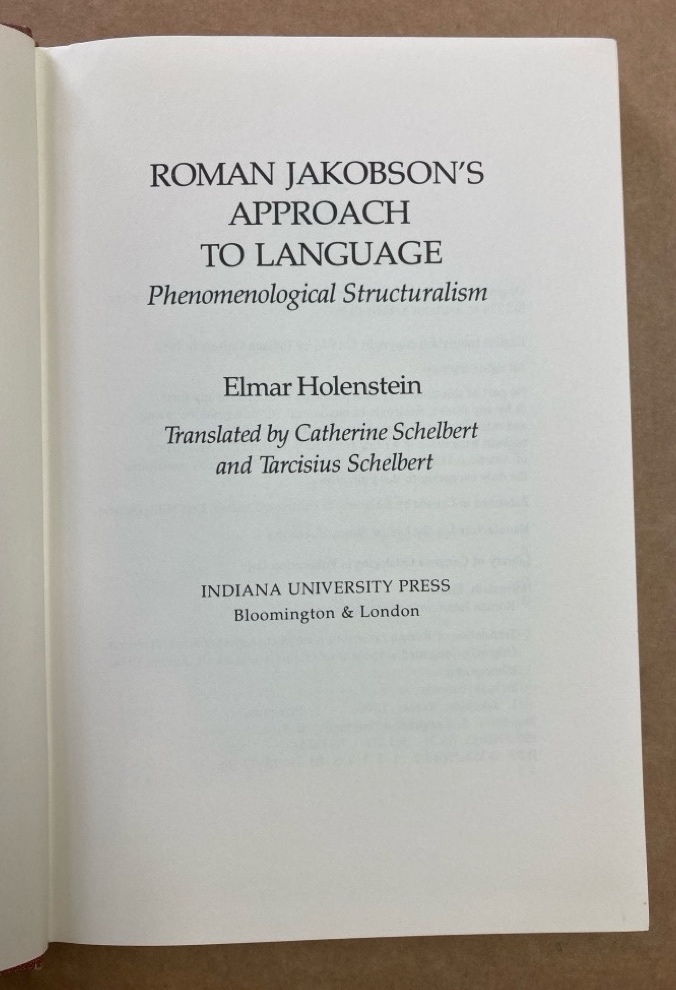 ROMAN JAKOBSON'S
APPROACH
TO LANGUAGE
Phenomenological Structuralism
Elmar Holenstein
Translated by Catherine Schelbert
and Tarcisius Schelbert
INDIANA UNIVERSITY PRESS
Bloomington & London